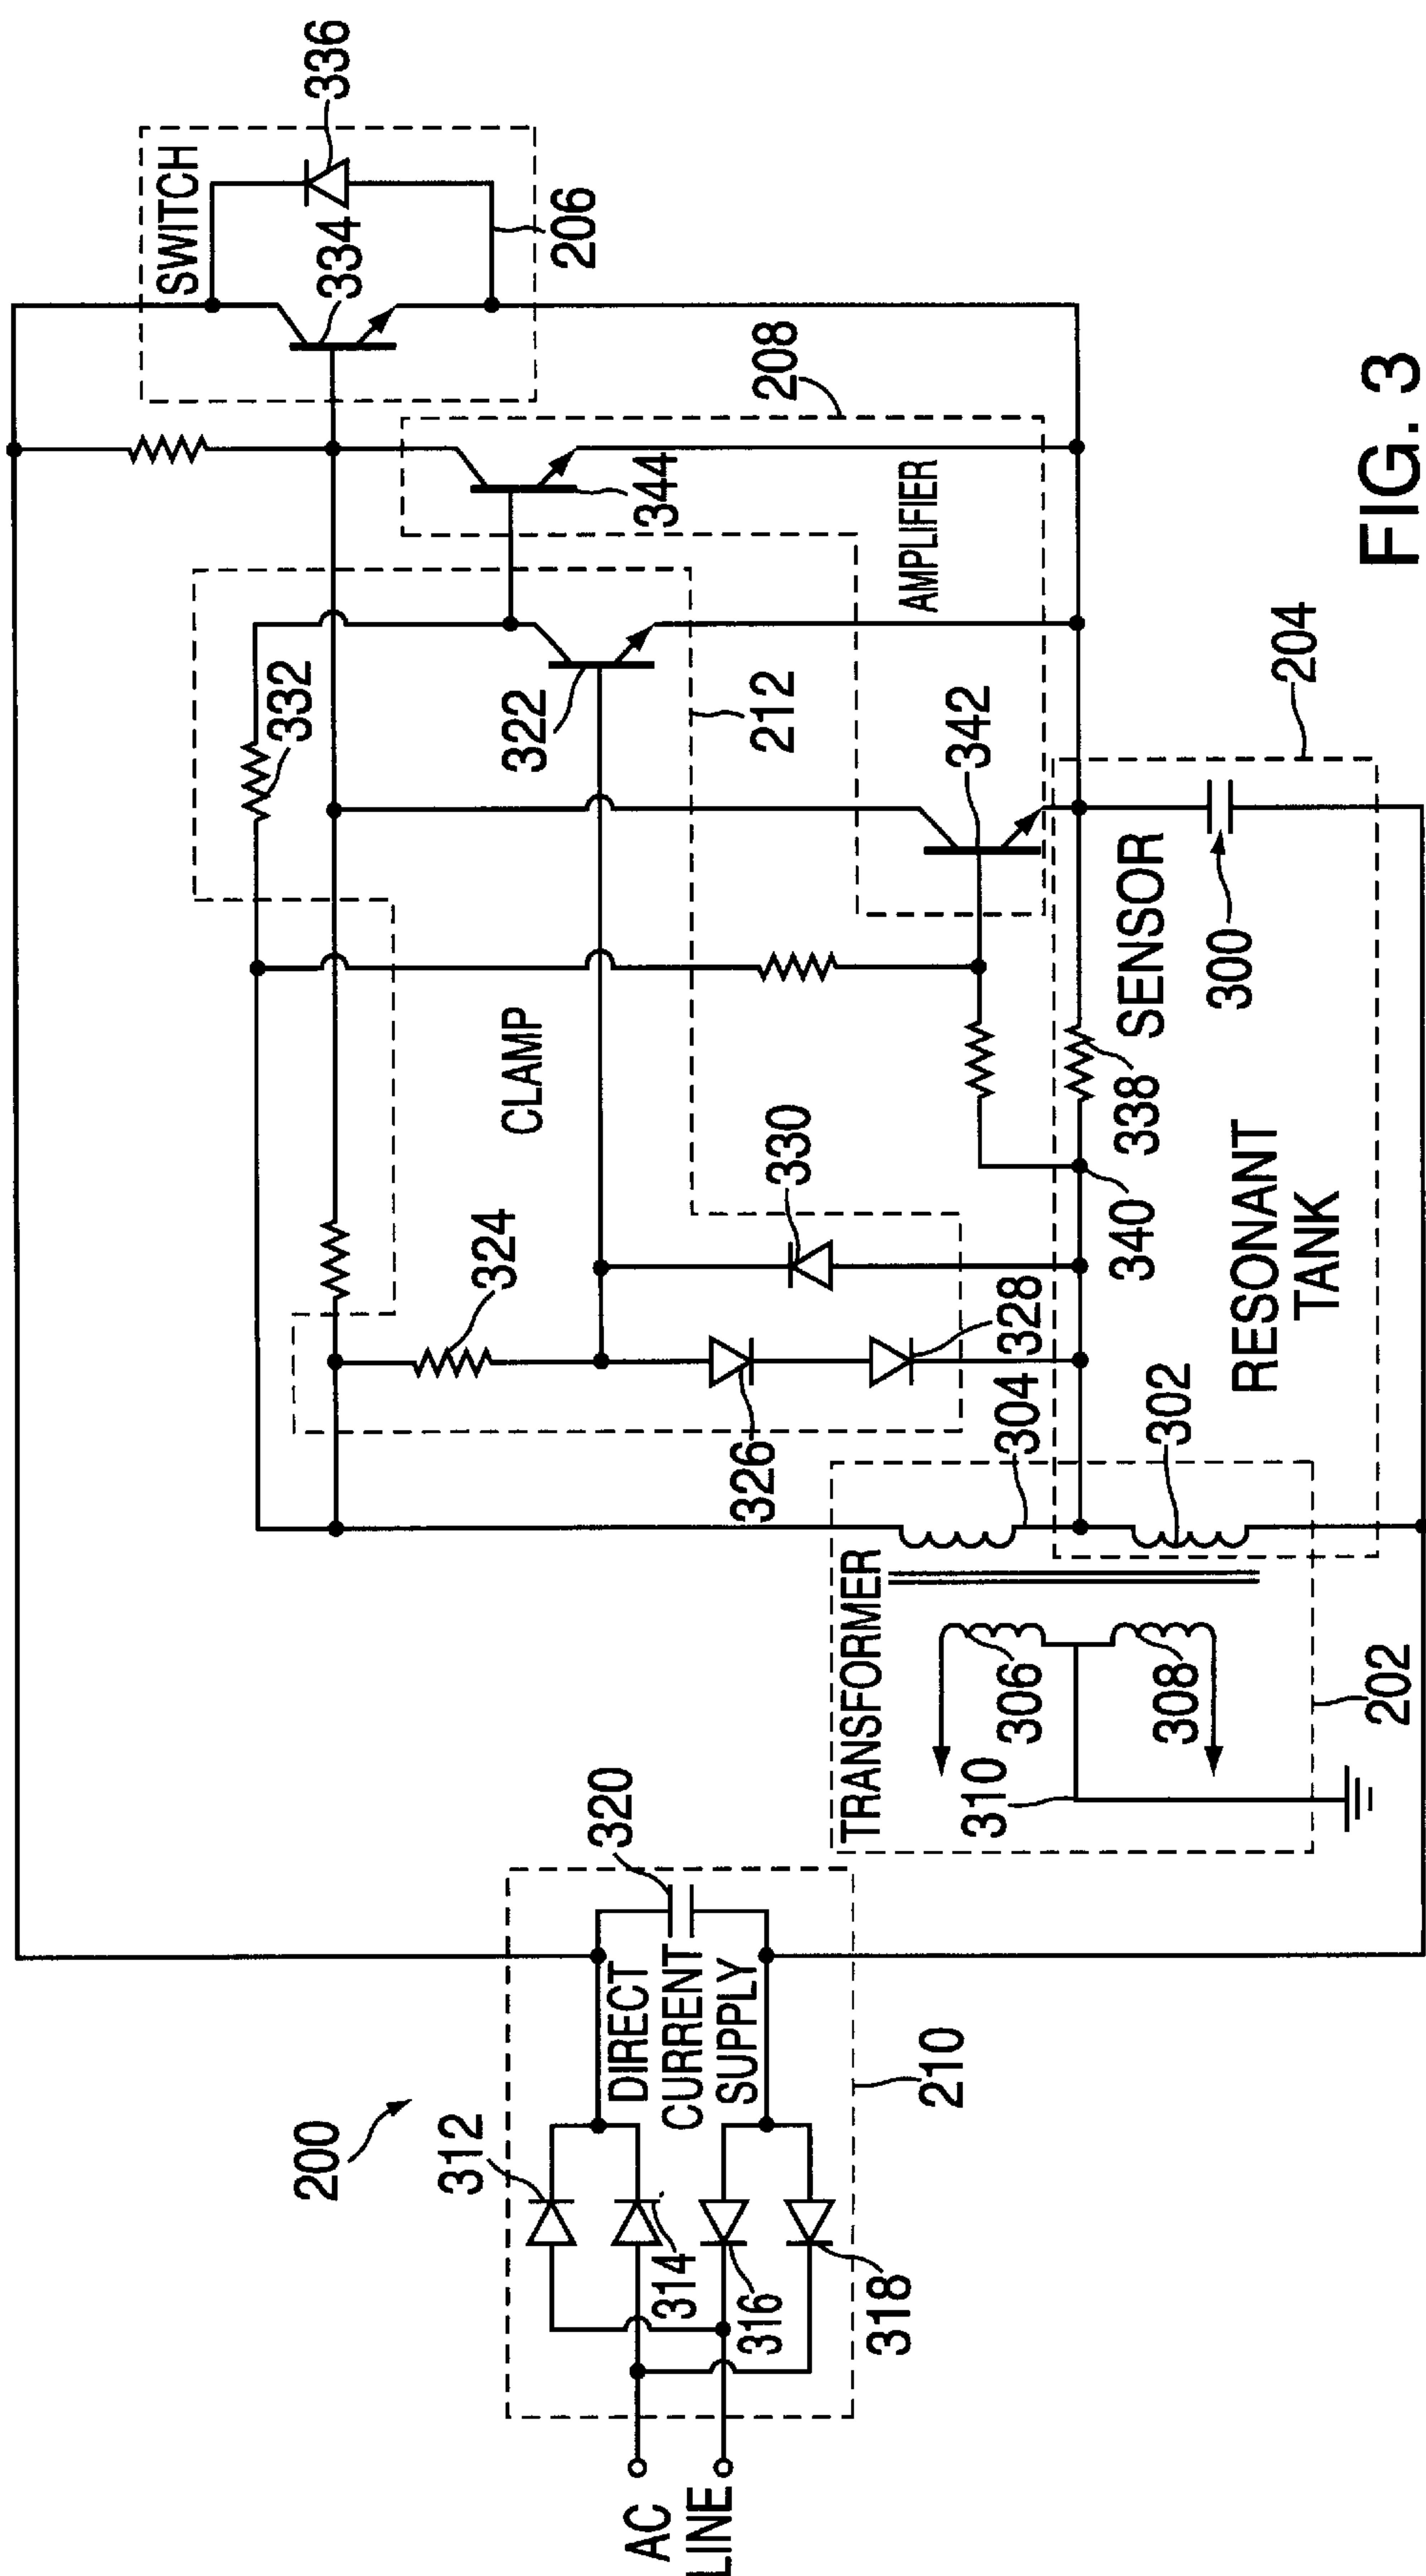 200
AC
LINE
312
314
316
318
DIRECT
CURRENT
SUPPLY
320
210
TRANSFORMER
306
308
310
202
304
302
RESONANT
TANK
204
SENSOR
338
340
300
CLAMP
324
326
328
330
332
322
212
AMPLIFIER
342
344
208
SWITCH
334
336
206
FIG. 3